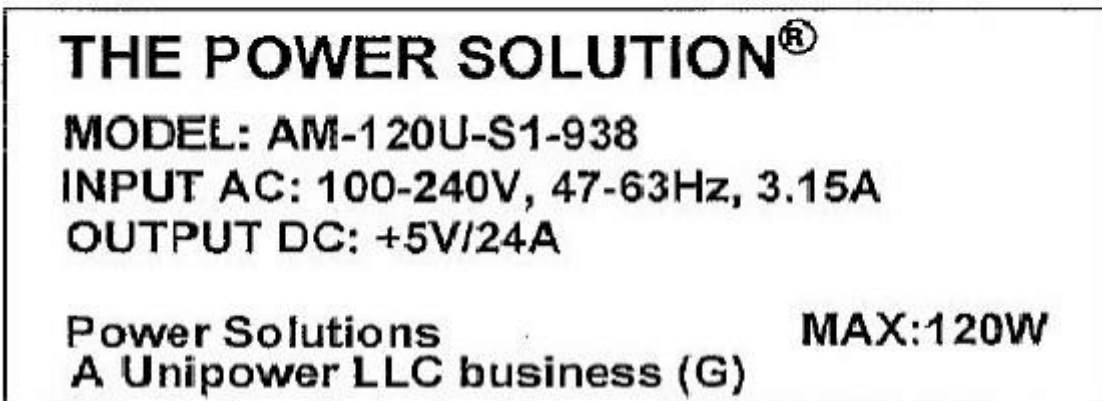 THE POWER SOLUTION®
MODEL: AM-120U-S1-938
INPUT AC: 100-240V, 47-63Hz, 3.15A
OUTPUT DC: +5V/24A
Power Solutions MAX:120W
A Unipower LLC business (G)